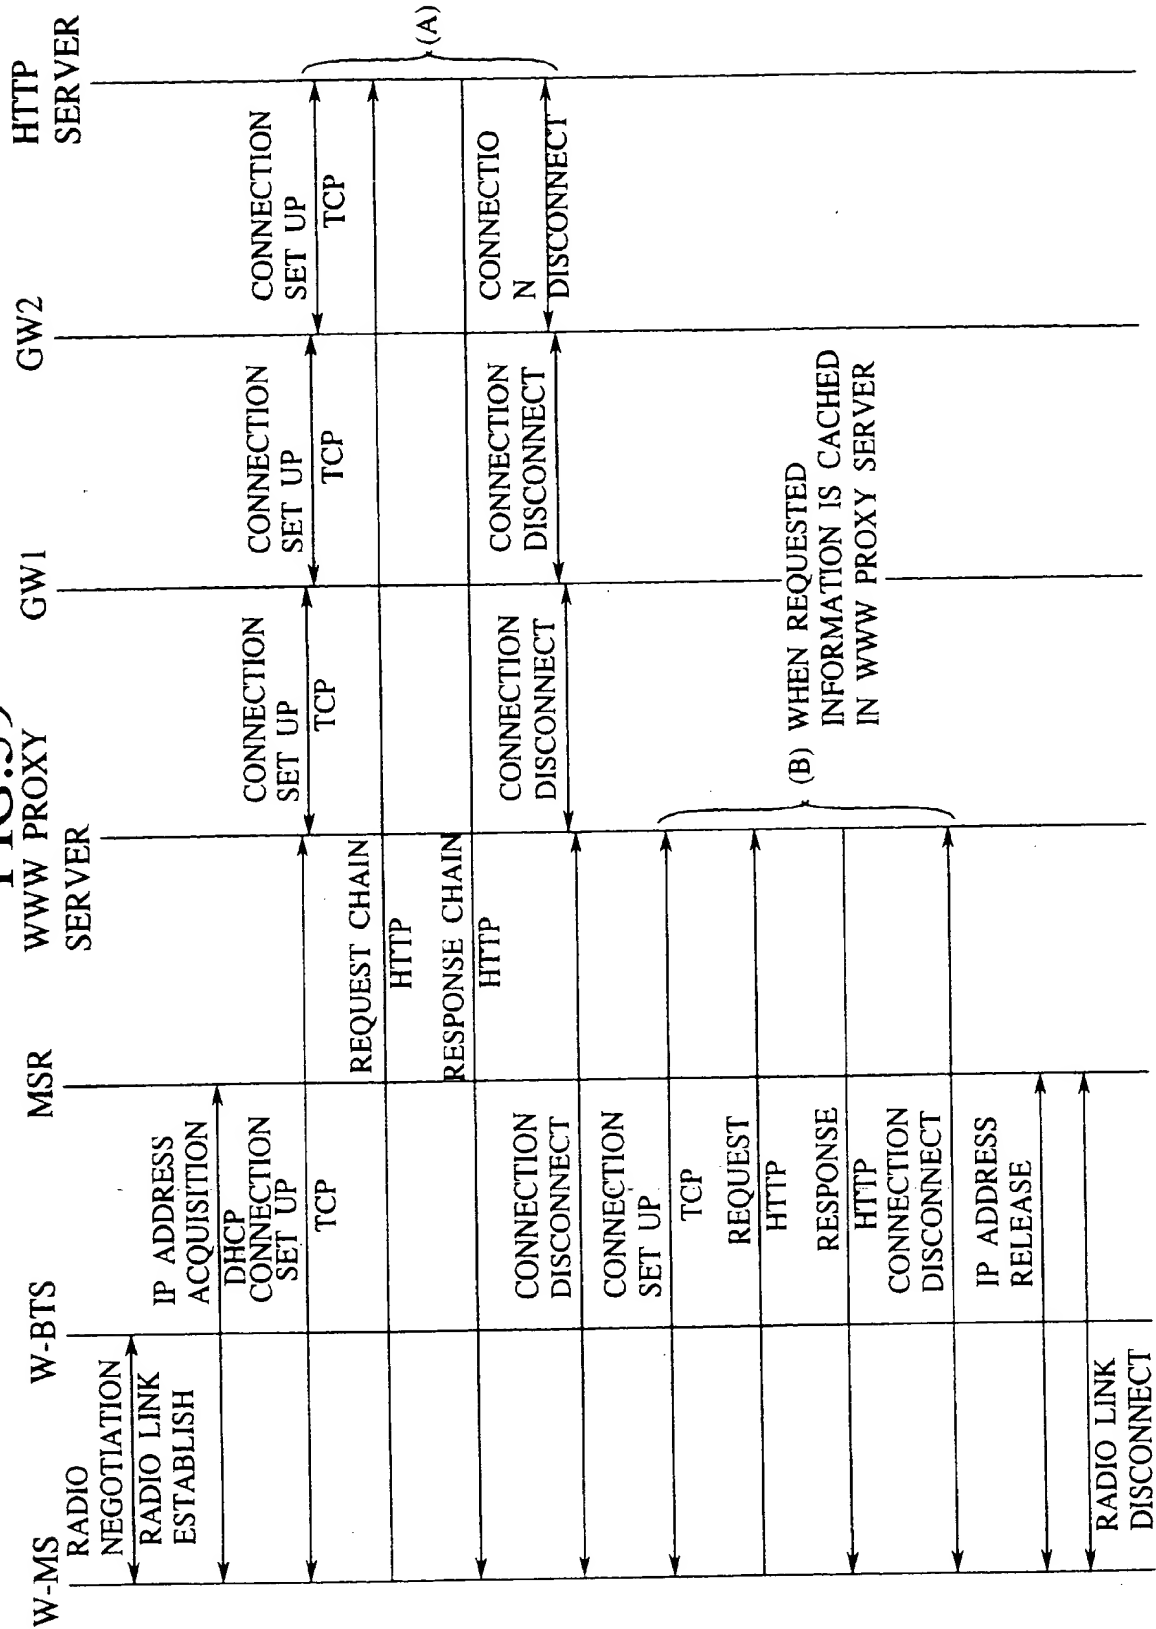 W-MS
W-BTS
MSR
WWW PROXY
SERVER
GW1
GW2
HTTP
SERVER
RADIO
NEGOTIATION
RADIO LINK
ESTABLISH
IP ADDRESS
ACQUISITION
DHCP
CONNECTION
SET UP
TCP
CONNECTION
SET UP
TCP
CONNECTION
SET UP
TCP
CONNECTION
SET UP
TCP
(A)
REQUEST CHAIN
HTTP
RESPONSE CHAIN
HTTP
CONNECTION
DISCONNECT
CONNECTION
DISCONNECT
CONNECTION
DISCONNECT
CONNECTIO
N
DISCONNECT
CONNECTION
SET UP
TCP
REQUEST
HTTP
RESPONSE
HTTP
CONNECTION
DISCONNECT
(B) WHEN REQUESTED
INFORMATION IS CACHED
IN WWW PROXY SERVER
IP ADDRESS
RELEASE
RADIO LINK
DISCONNECT